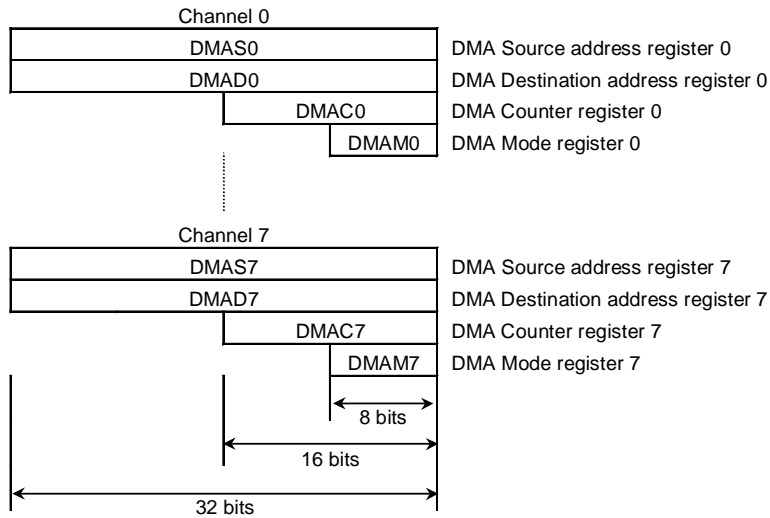 Channel 0
DMAS0 DMA Source address register 0
DMAD0 DMA Destination address register 0
DMAC0 DMA Counter register 0
DMAM0 DMA Mode register 0
Channel 7
DMAS7 DMA Source address register 7
DMAD7 DMA Destination address register 7
DMAC7 DMA Counter register 7
DMAM7 DMA Mode register 7
8 bits
16 bits
32 bits